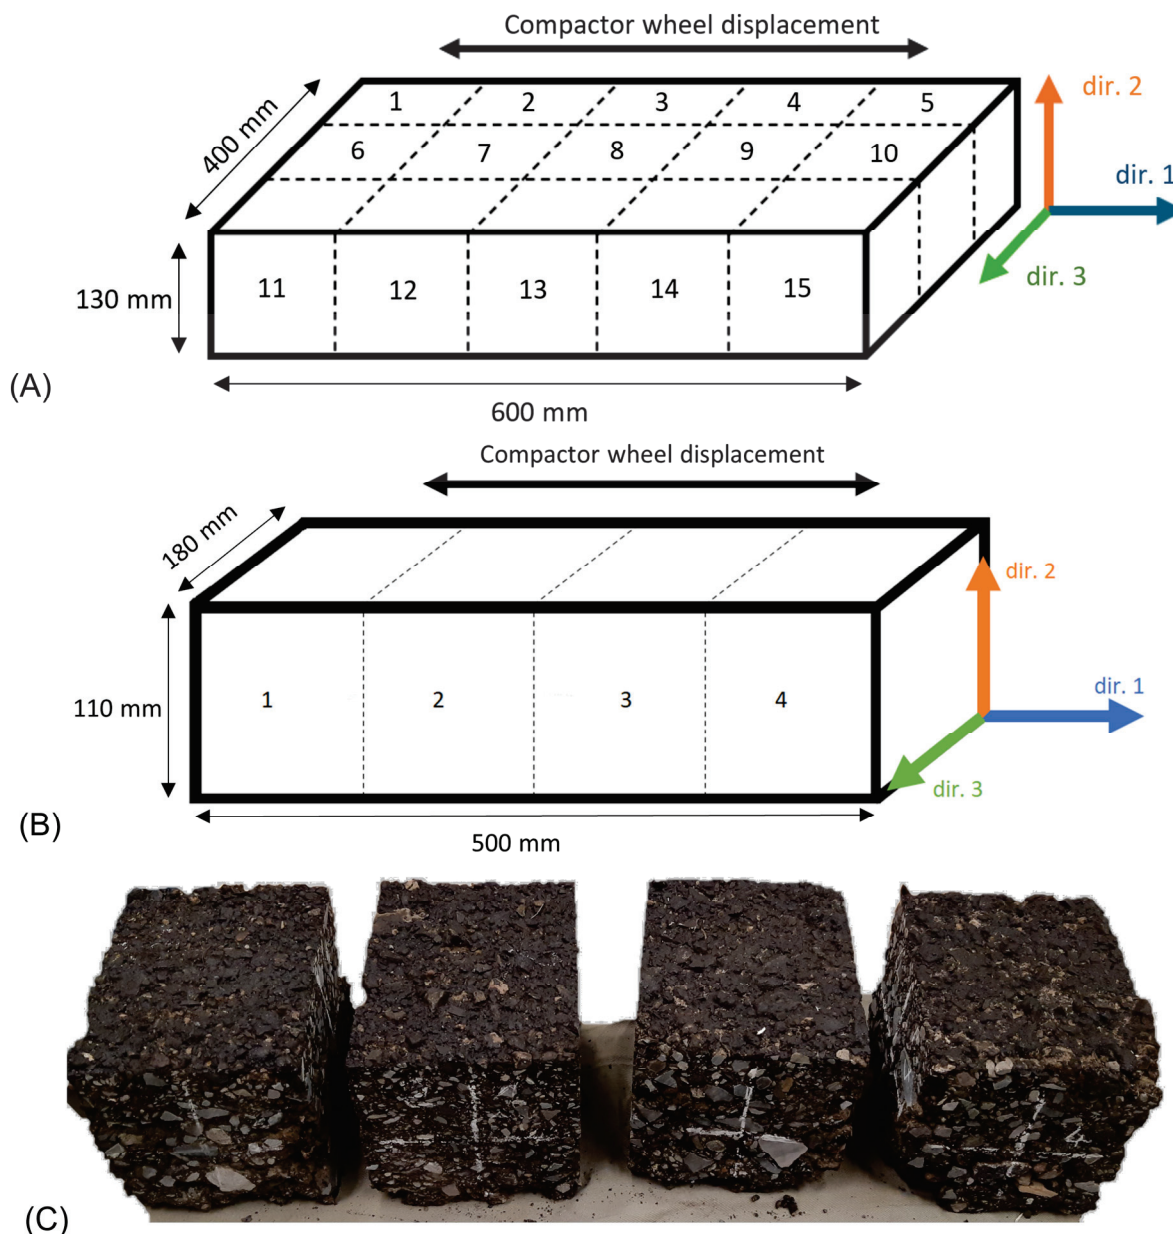 Compactor wheel displacement
400 mm
1 2 3 4 5
6 7 8 9 10
dir. 2
dir. 1
dir. 3
11 12 13 14 15
130 mm
(A)
600 mm
Compactor wheel displacement
180 mm
dir. 2
1 2 3 4
dir. 1
110 mm
dir. 3
(B)
500 mm
4
(C)